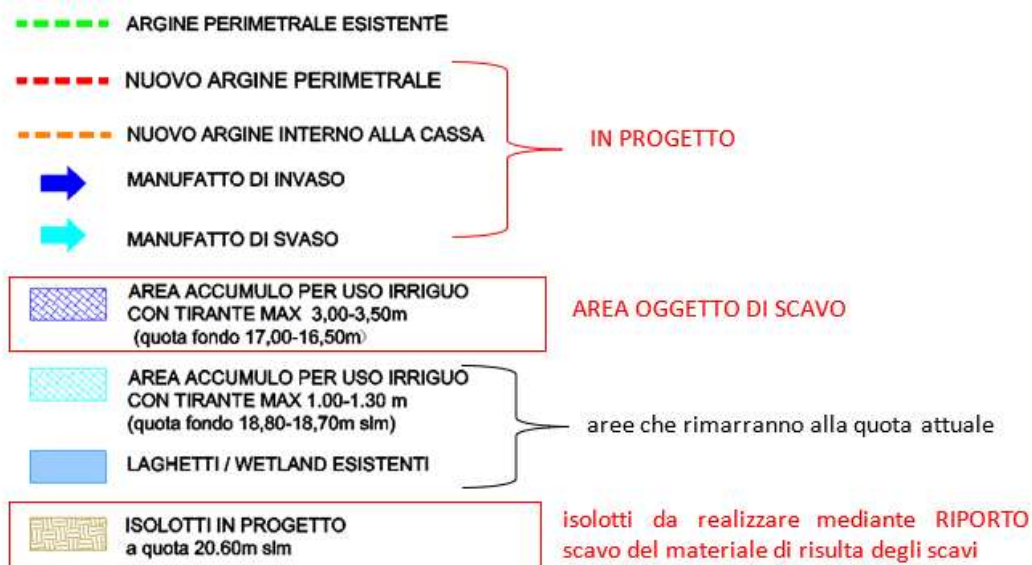 ARGINE PERIMETRALE ESISTENTE
NUOVO ARGINE PERIMETRALE
NUOVO ARGINE INTERNO ALLA CASSA
IN PROGETTO
MANUFATTO DI INVASO
MANUFATTO DI SVASO
AREA ACCUMULO PER USO IRRIGUO
CON TIRANTE MAX 3,00-3,50m
(quota fondo 17,00-16,50m)
AREA OGGETTO DI SCAVO
AREA ACCUMULO PER USO IRRIGUO
CON TIRANTE MAX 1.00-1.30 m
(quota fondo 18,80-18,70m slm)
aree che rimarranno alla quota attuale
LAGHETTI / WETLAND ESISTENTI
ISOLOTTI IN PROGETTO
a quota 20.60m slm
isolotti da realizzare mediante RIPORTO
scavo del materiale di risulta degli scavi